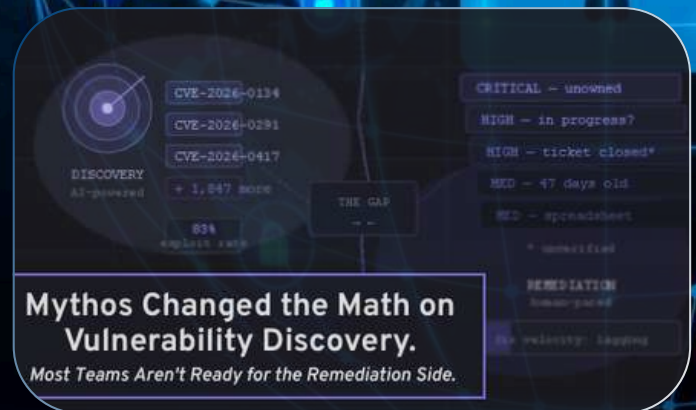 CVE-2026-0134
CVE-2026-0291
CVE-2026-0417
+ 1,847 more
DISCOVERY
AI-powered
83%
exploit rate
THE GAP
CRITICAL — unowned
HIGH — in progress?
HIGH — ticket closed*
MED — 47 days old
MED — spreadsheet
* unverified
REMEDIATION
human-paced
fix velocity: lagging
Mythos Changed the Math on
Vulnerability Discovery.
Most Teams Aren't Ready for the Remediation Side.